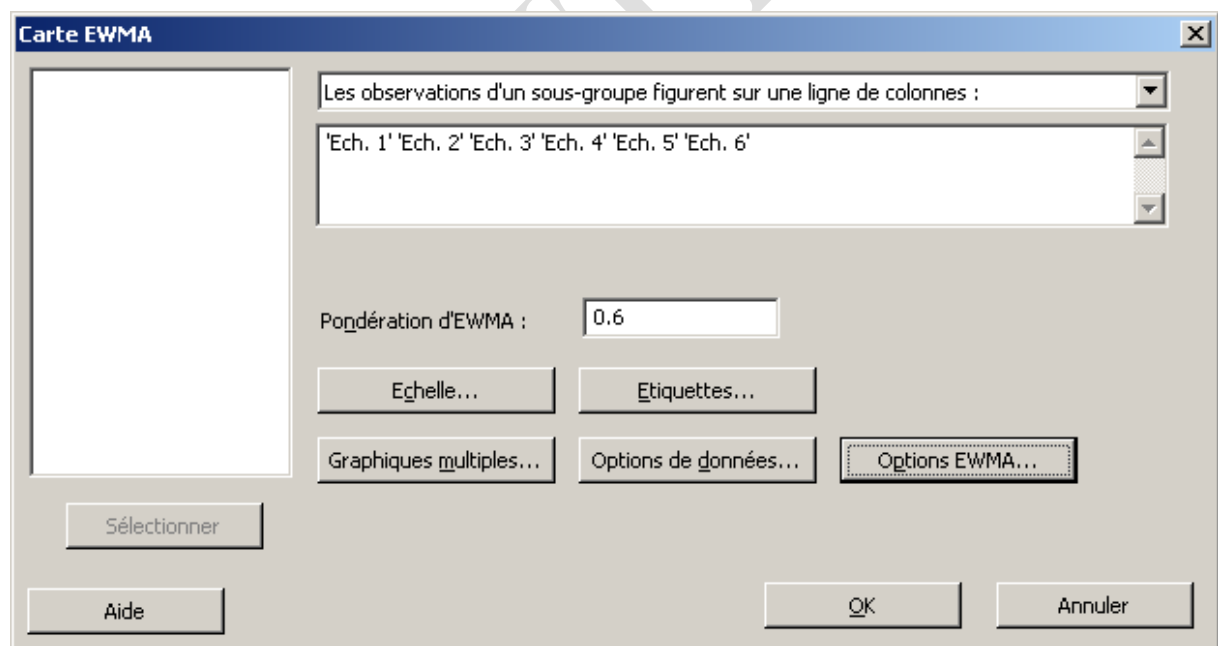 Carte EWMA
Les observations d'un sous-groupe figurent sur une ligne de colonnes :
'Ech. 1' 'Ech. 2' 'Ech. 3' 'Ech. 4' 'Ech. 5' 'Ech. 6'
Pondération d'EWMA : 0.6
Echelle... Etiquettes...
Graphiques multiples... Options de données... Options EWMA...
Sélectionner
Aide OK Annuler